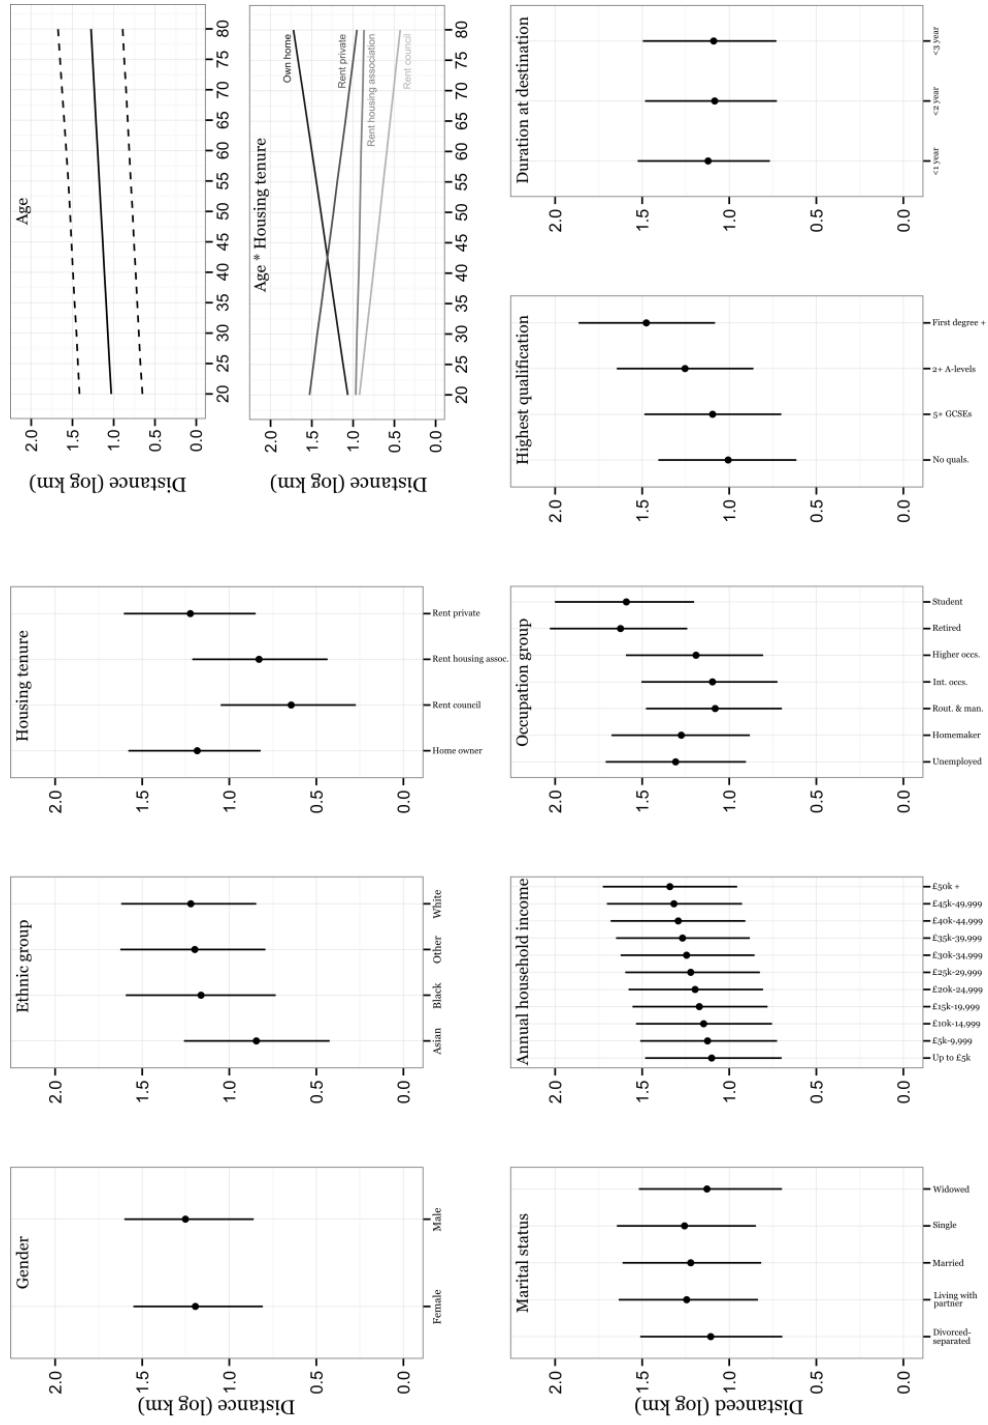 Gender
Distance (log km)
2.0
1.5
1.0
0.5
0.0
Female
Male
Ethnic group
2.0
1.5
1.0
0.5
0.0
Asian
Black
Other
White
Housing tenure
2.0
1.5
1.0
0.5
0.0
Home owner
Rent council
Rent housing assoc.
Rent private
Age
Distance (log km)
2.0
1.5
1.0
0.5
0.0
20 25 30 35 40 45 50 55 60 65 70 75 80
Age * Housing tenure
Distance (log km)
2.0
1.5
1.0
0.5
0.0
Own home
Rent private
Rent housing association
Rent council
20 25 30 35 40 45 50 55 60 65 70 75 80
Marital status
Distanced (log km)
2.0
1.5
1.0
0.5
0.0
Divorced-
separated
Living with
partner
Married
Single
Widowed
Annual household income
2.0
1.5
1.0
0.5
0.0
Up to £5k
£5k-9,999
£10k-14,999
£15k-19,999
£20k-24,999
£25k-29,999
£30k-34,999
£35k-39,999
£40k-44,999
£45k-49,999
£50k +
Occupation group
2.0
1.5
1.0
0.5
0.0
Unemployed
Homemaker
Rout. & man.
Int. occs.
Higher occs.
Retired
Student
Highest qualification
2.0
1.5
1.0
0.5
0.0
No quals.
5+ GCSEs
2+ A-levels
First degree +
Duration at destination
2.0
1.5
1.0
0.5
0.0
<1 year
<2 year
<3 year